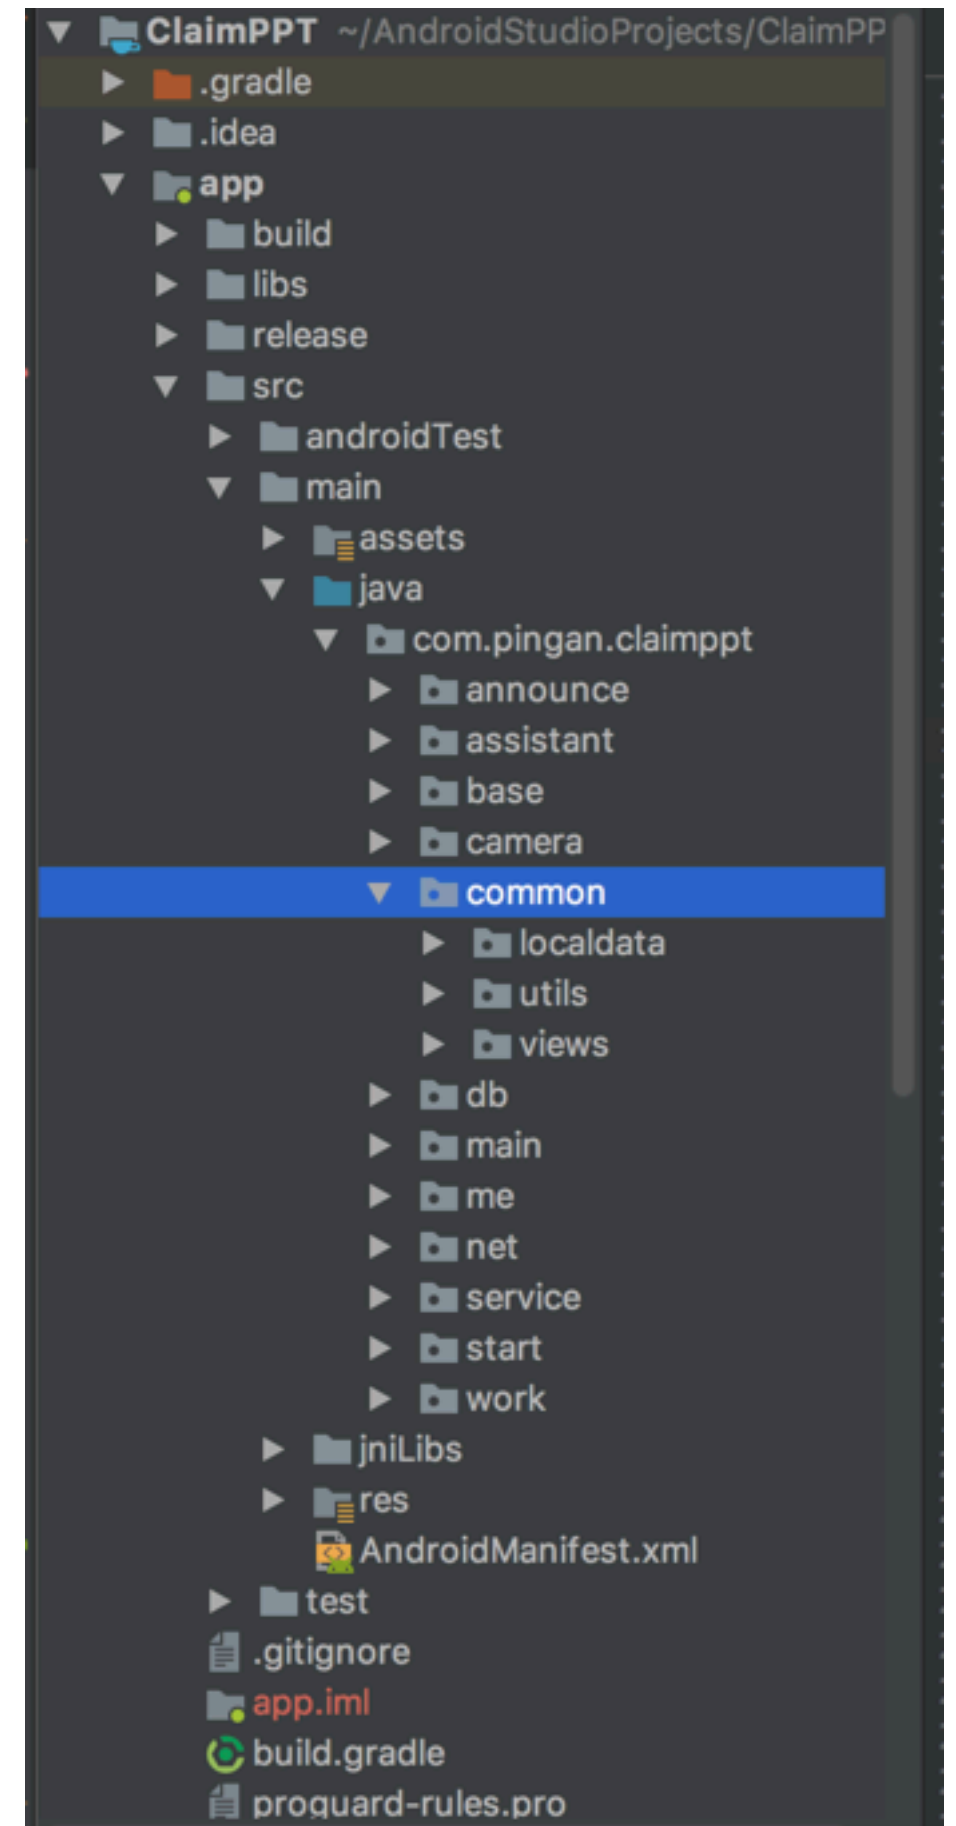 ClaimPPT ~/AndroidStudioProjects/ClaimPP
.gradle
.idea
app
build
libs
release
src
androidTest
main
assets
java
com.pingan.claimppt
announce
assistant
base
camera
common
localdata
utils
views
db
main
me
net
service
start
work
jniLibs
res
AndroidManifest.xml
test
.gitignore
app.iml
build.gradle
proguard-rules.pro